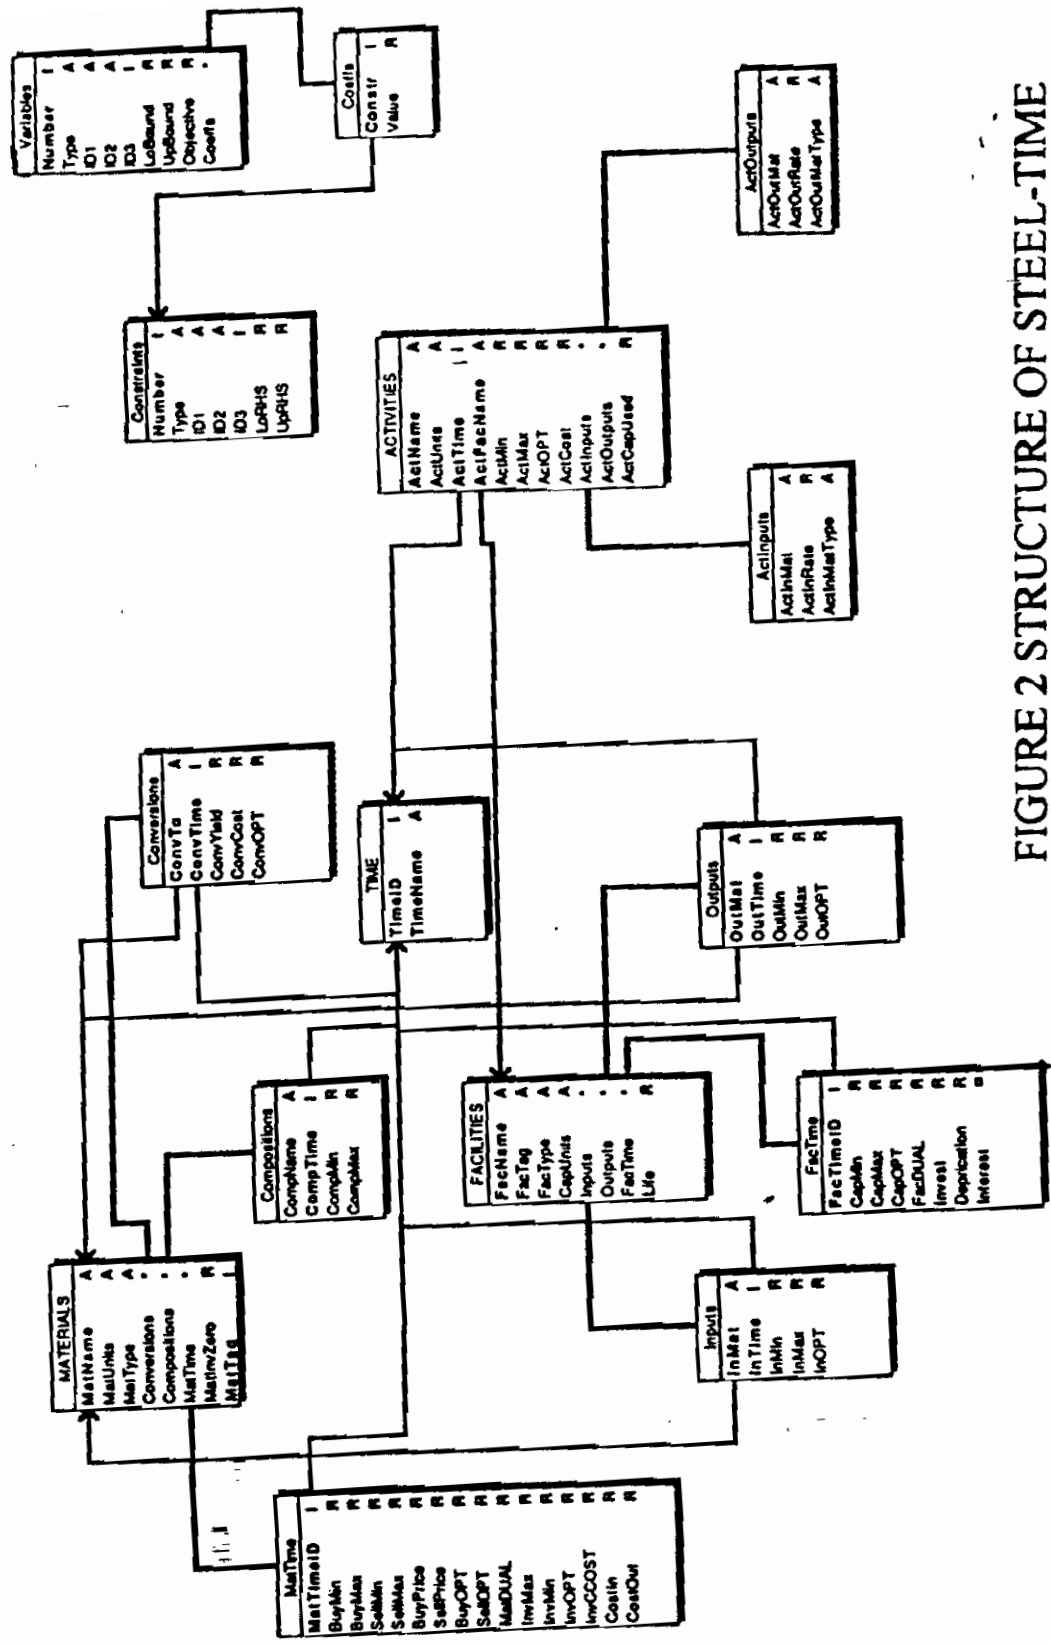 Variables
Number I
Type A
ID1 A
ID2 A
ID3 I
LoBound R
UpBound R
Objective R
Coeffs •
Coeffs
Constr I
Value R
Constraints
Number I
Type A
ID1 A
ID2 A
ID3 I
LoRHS R
UpRHS R
ACTIVITIES
ActName A
ActUnits A
ActTime I
ActFacName A
ActMin R
ActMax R
ActOPT R
ActCost R
ActInputs •
ActOutputs •
ActCapUsed R
ActOutputs
ActOutMat A
ActOutRate R
ActOutMatType A
ActInputs
ActInMat A
ActInRate R
ActInMatType A
Conversions
ConvTo A
ConvTime I
ConvYield R
ConvCost R
ConvOPT R
TIME
TimeID I
TimeName A
Outputs
OutMat A
OutTime I
OutMin R
OutMax R
OutOPT R
Compositions
CompName A
CompTime I
CompMin R
CompMax R
FACILITIES
FacName A
FacTag A
FacType A
CapUnits A
Inputs •
Outputs •
FacTime •
Life R
FacTime
FacTimeID I
CapMin R
CapMax R
CapOPT R
FacDUAL R
Invest R
Deprication R
Interest
MATERIALS
MatName A
MatUnits A
MatType A
Conversions •
Compositions •
MatTime •
MatInvZero R
MatTag I
Inputs
InMat A
InTime I
InMin R
InMax R
InOPT R
MatTime
MatTimeID I
BuyMin R
BuyMax R
SellMin R
SellMax R
BuyPrice R
SellPrice R
BuyOPT R
SellOPT R
MatDUAL R
InvMax R
InvMin R
InvOPT R
InvCCOST R
CostIn R
CostOut R
FIGURE 2 STRUCTURE OF STEEL-TIME